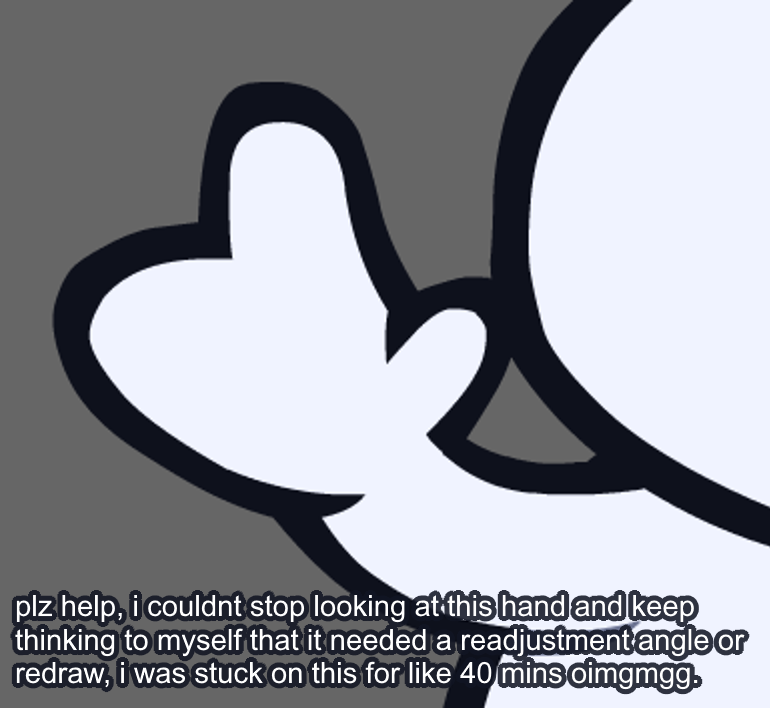 plz help, i couldnt stop looking at this hand and keep
thinking to myself that it needed a readjustment angle or
redraw, i was stuck on this for like 40 mins oimgmgg.